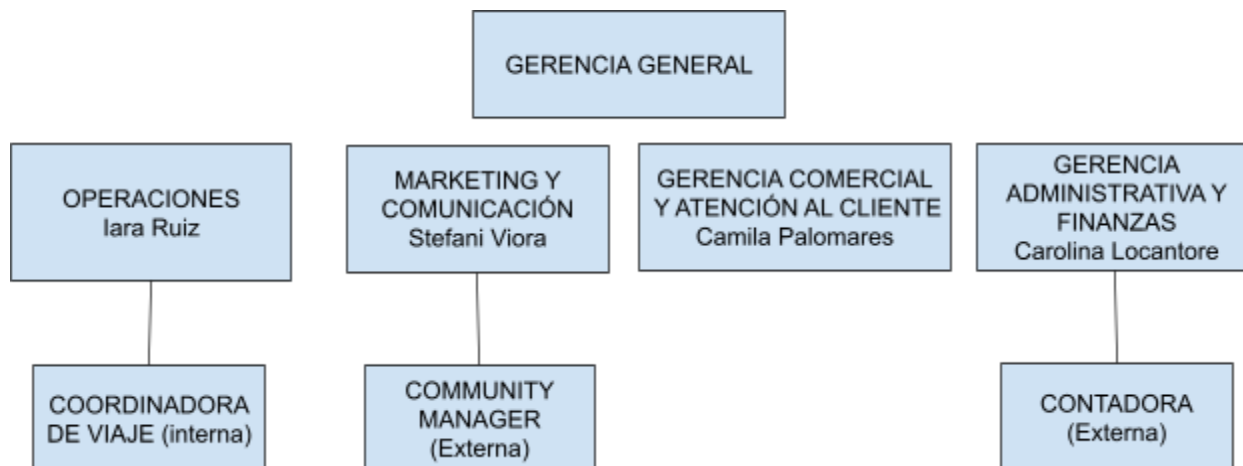 GERENCIA GENERAL
OPERACIONES
Iara Ruiz
MARKETING Y
COMUNICACIÓN
Stefani Viora
GERENCIA COMERCIAL
Y ATENCIÓN AL CLIENTE
Camila Palomares
GERENCIA
ADMINISTRATIVA Y
FINANZAS
Carolina Locantore
COORDINADORA
DE VIAJE (interna)
COMMUNITY
MANAGER
(Externa)
CONTADORA
(Externa)